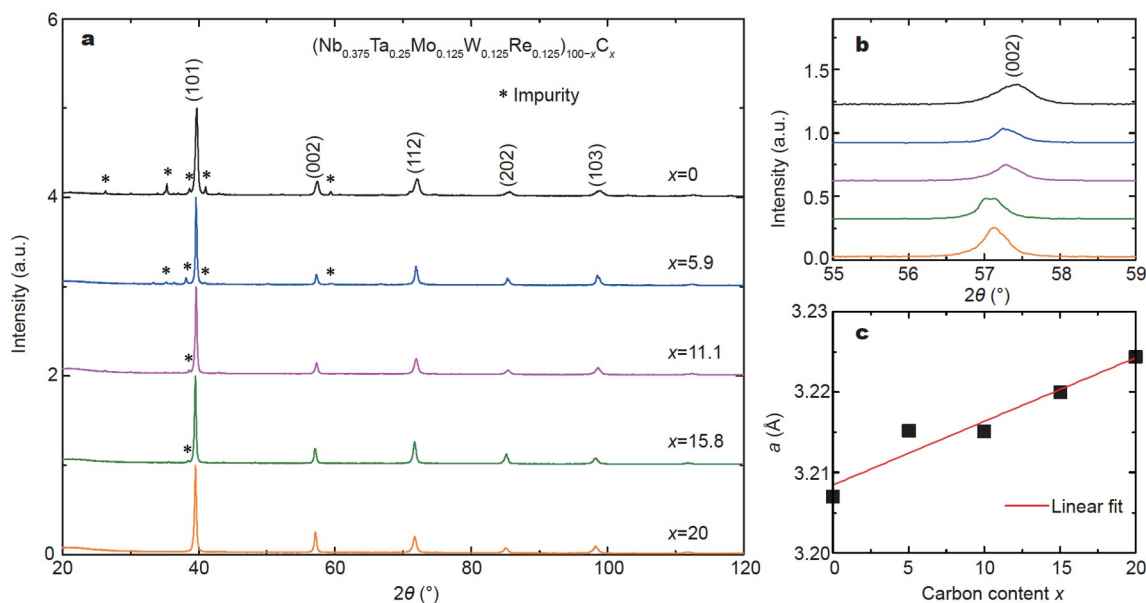 a
(Nb0.375Ta0.25Mo0.125W0.125Re0.125)100−xCx
* Impurity
(101)
(002)
(112)
(202)
(103)
* * * * *
x=0
* * * *
x=5.9
*
x=11.1
*
x=15.8
x=20
Intensity (a.u.)
0
2
4
6
20 40 60 80 100 120
2θ (°)
b
(002)
Intensity (a.u.)
0.0
0.5
1.0
1.5
55 56 57 58 59
2θ (°)
c
a (Å)
3.23
3.22
3.21
3.20
Linear fit
0 5 10 15 20
Carbon content x